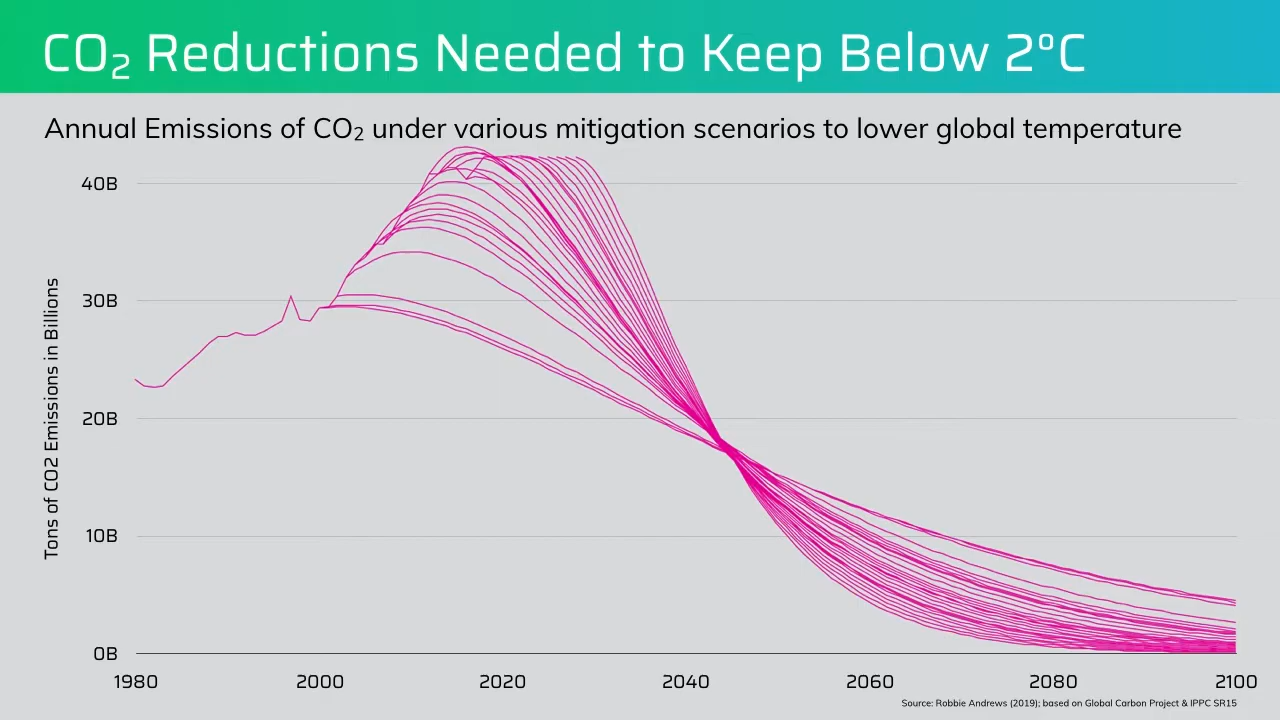 CO₂ Reductions Needed to Keep Below 2°C
Annual Emissions of CO₂ under various mitigation scenarios to lower global temperature
Tons of CO2 Emissions in Billions
40B
30B
20B
10B
0B
1980 2000 2020 2040 2060 2080 2100
Source: Robbie Andrews (2019); based on Global Carbon Project & IPPC SR15